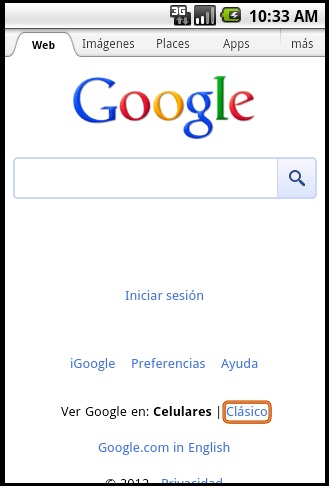 3G 10:33 AM
Web Imágenes Places Apps más
Google
Iniciar sesión
iGoogle Preferencias Ayuda
Ver Google en: Celulares | Clásico
Google.com in English
© 2012 - Privacidad